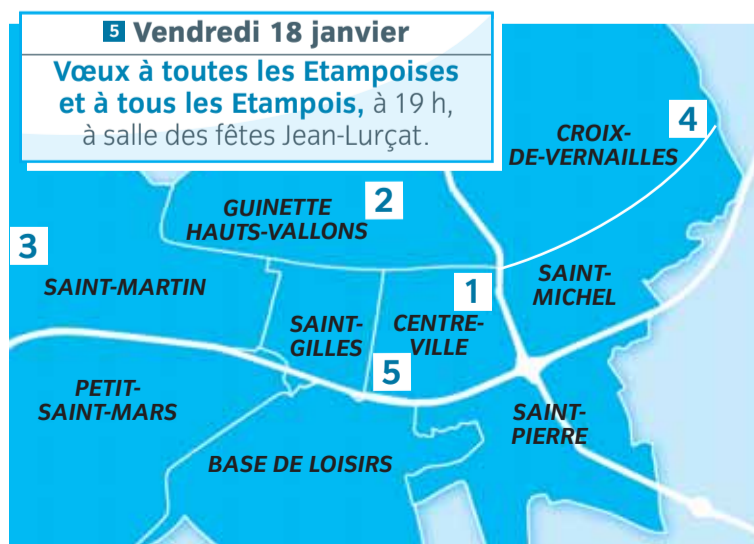 5 Vendredi 18 janvier
Vœux à toutes les Etampoises
et à tous les Etampois, à 19 h,
à salle des fêtes Jean-Lurçat.
4
CROIX-
DE-VERNAILLES
2
GUINETTE
HAUTS-VALLONS
3
SAINT-MARTIN
1
SAINT-
MICHEL
SAINT-
GILLES
CENTRE-
VILLE
5
PETIT-
SAINT-MARS
SAINT-
PIERRE
BASE DE LOISIRS